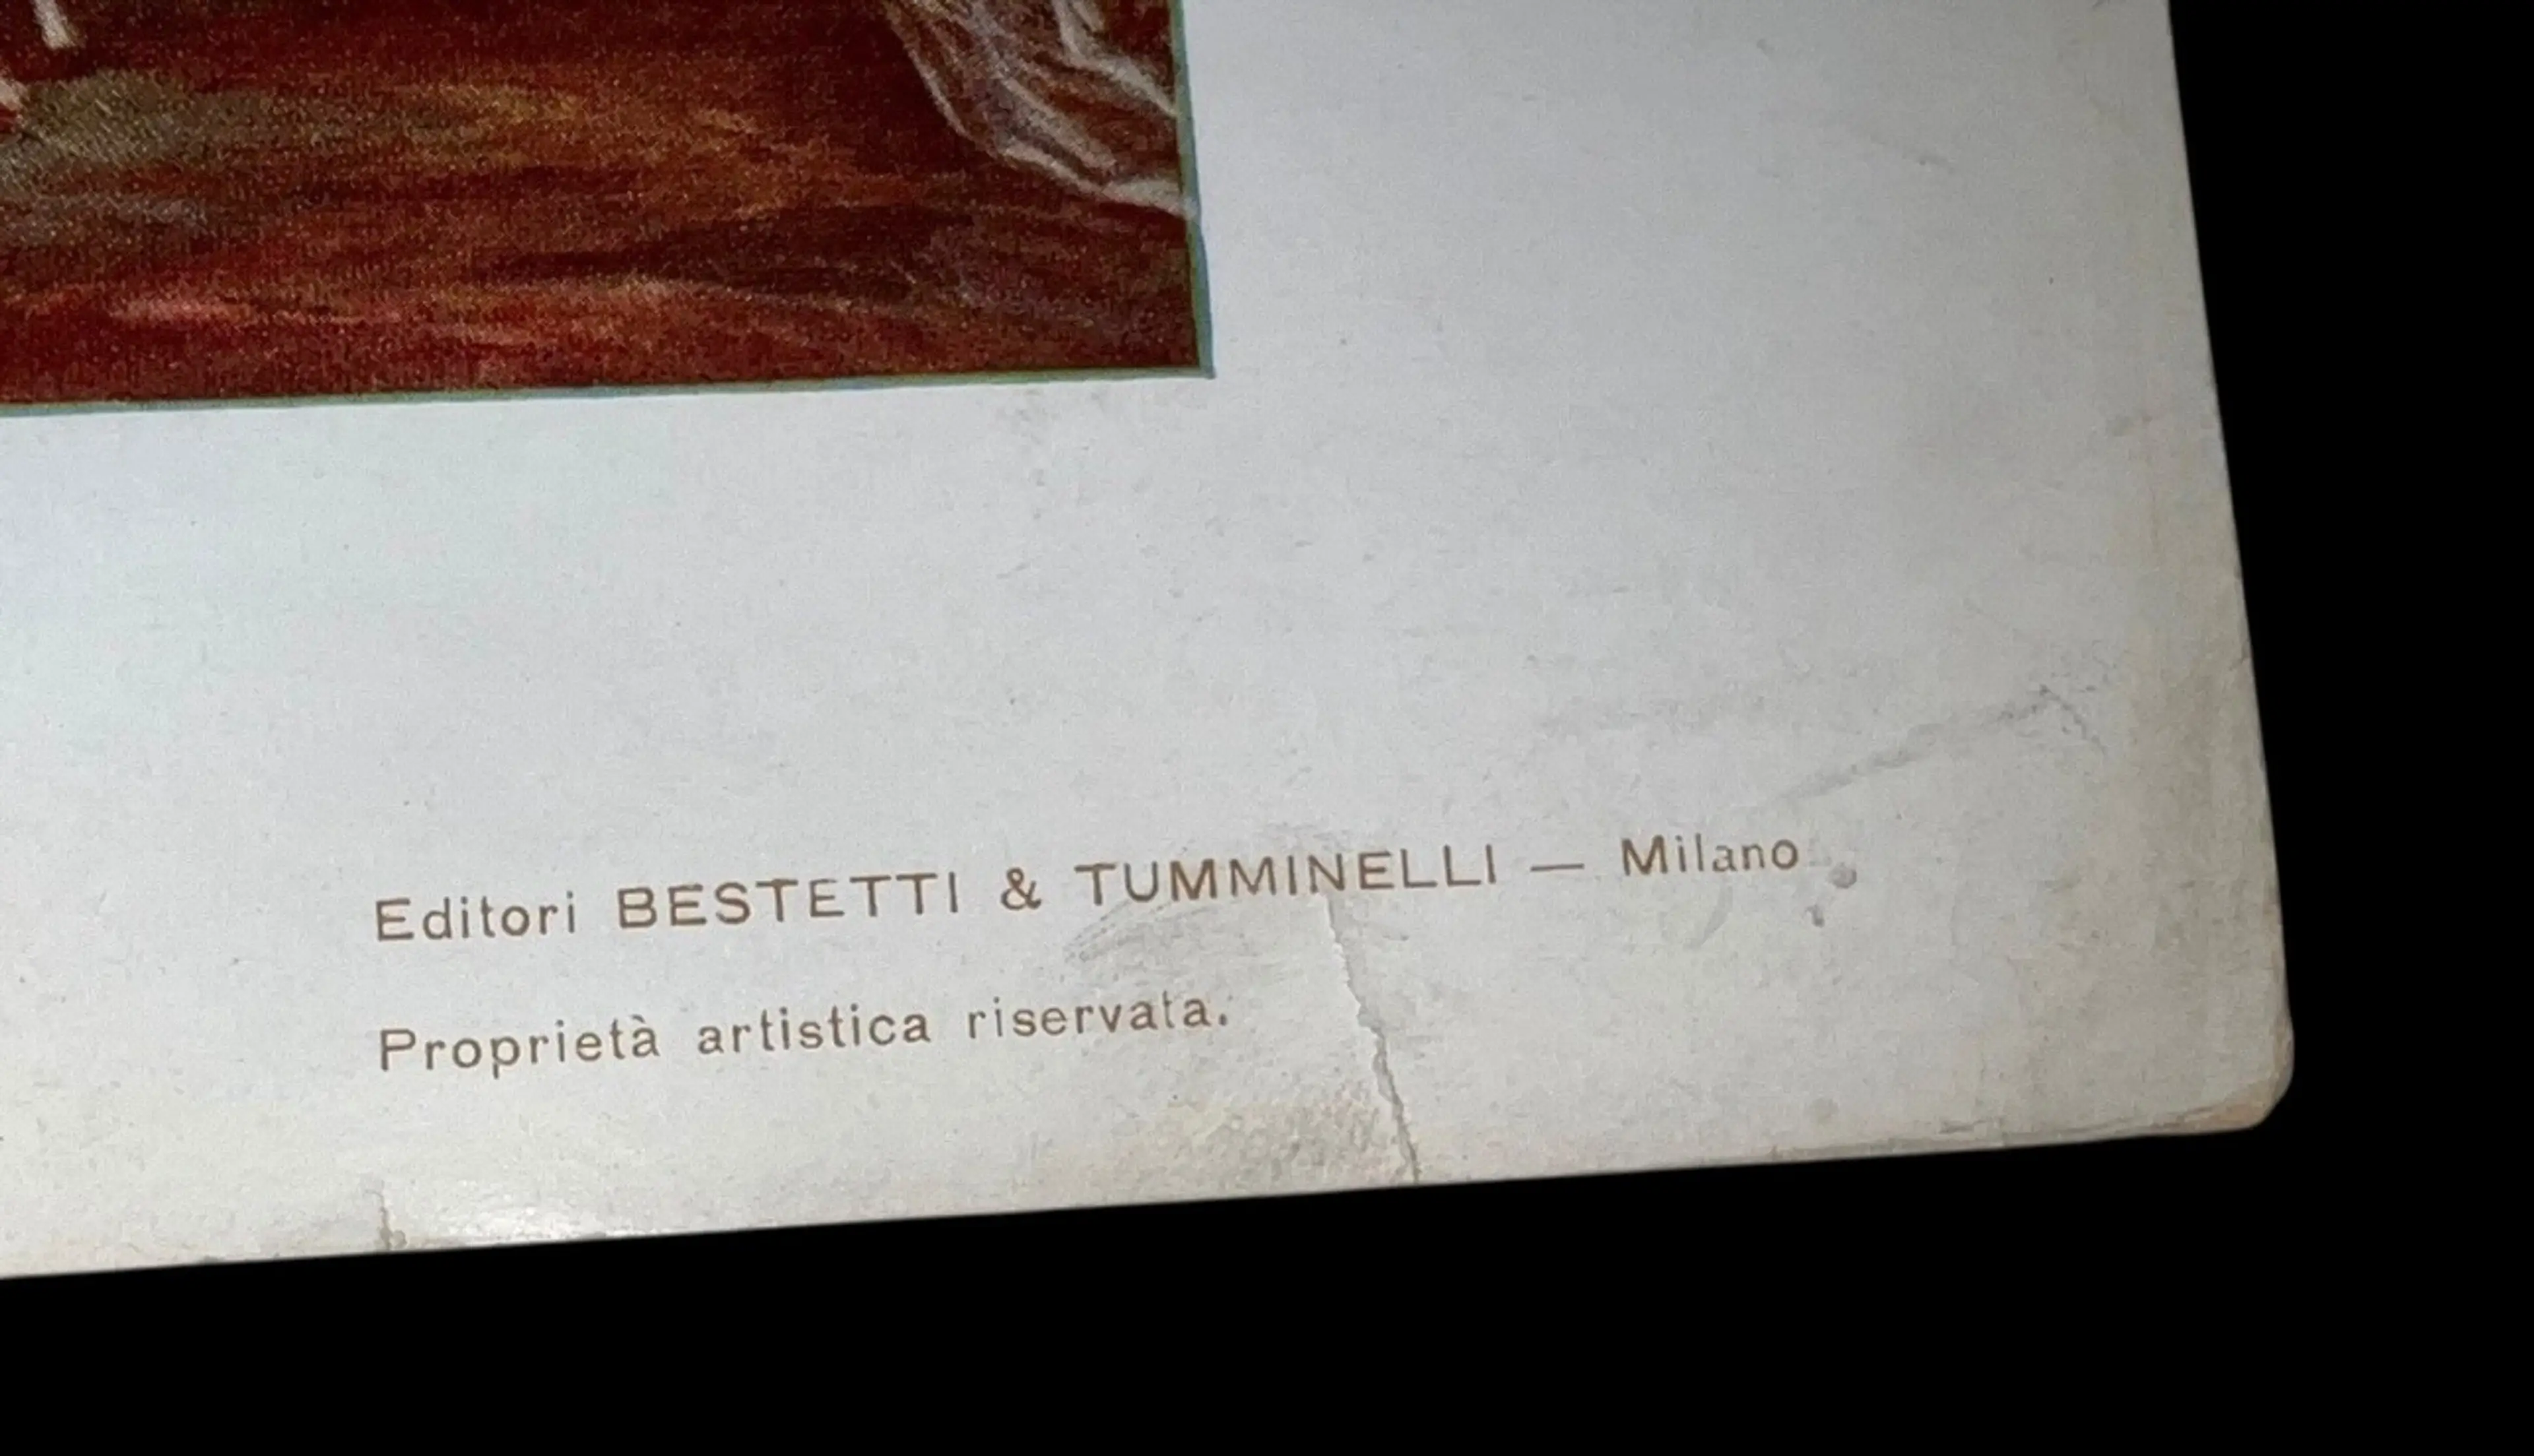 Editori BESTETTI & TUMMINELLI — Milano
Proprietà artistica riservata.